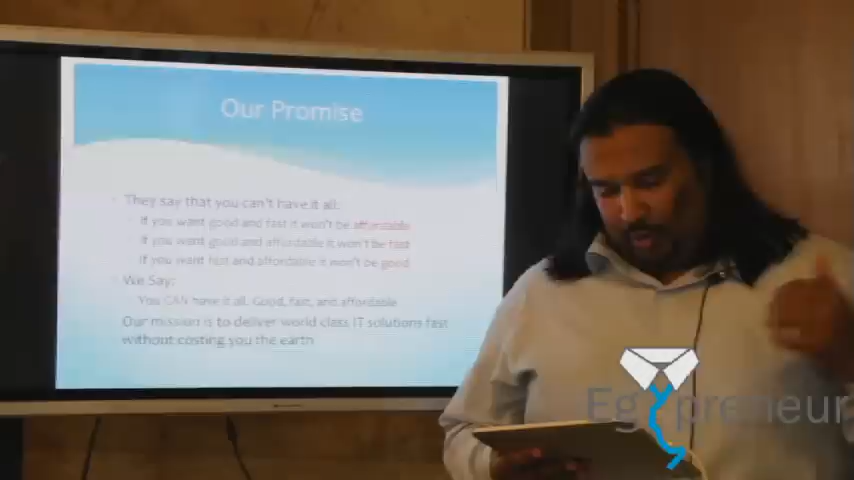 Our Promise
They say that you can't have it all:
If you want good and fast it won't be affordable
If you want good and affordable it won't be fast
If you want fast and affordable it won't be good
We Say:
You CAN have it all. Good, fast, and affordable
Our mission is to deliver world class IT solutions fast
without costing you the earth
Egypreneur